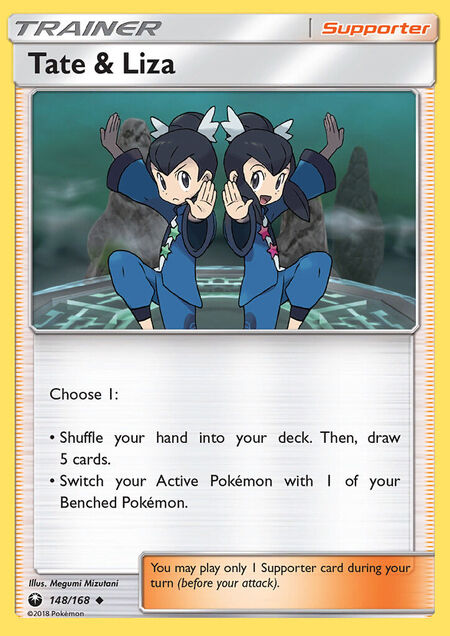 TRAINER Supporter
Tate & Liza
Choose 1:
• Shuffle your hand into your deck. Then, draw
5 cards.
• Switch your Active Pokémon with 1 of your
Benched Pokémon.
Illus. Megumi Mizutani
You may play only 1 Supporter card during your
turn (before your attack).
148/168
©2018 Pokémon